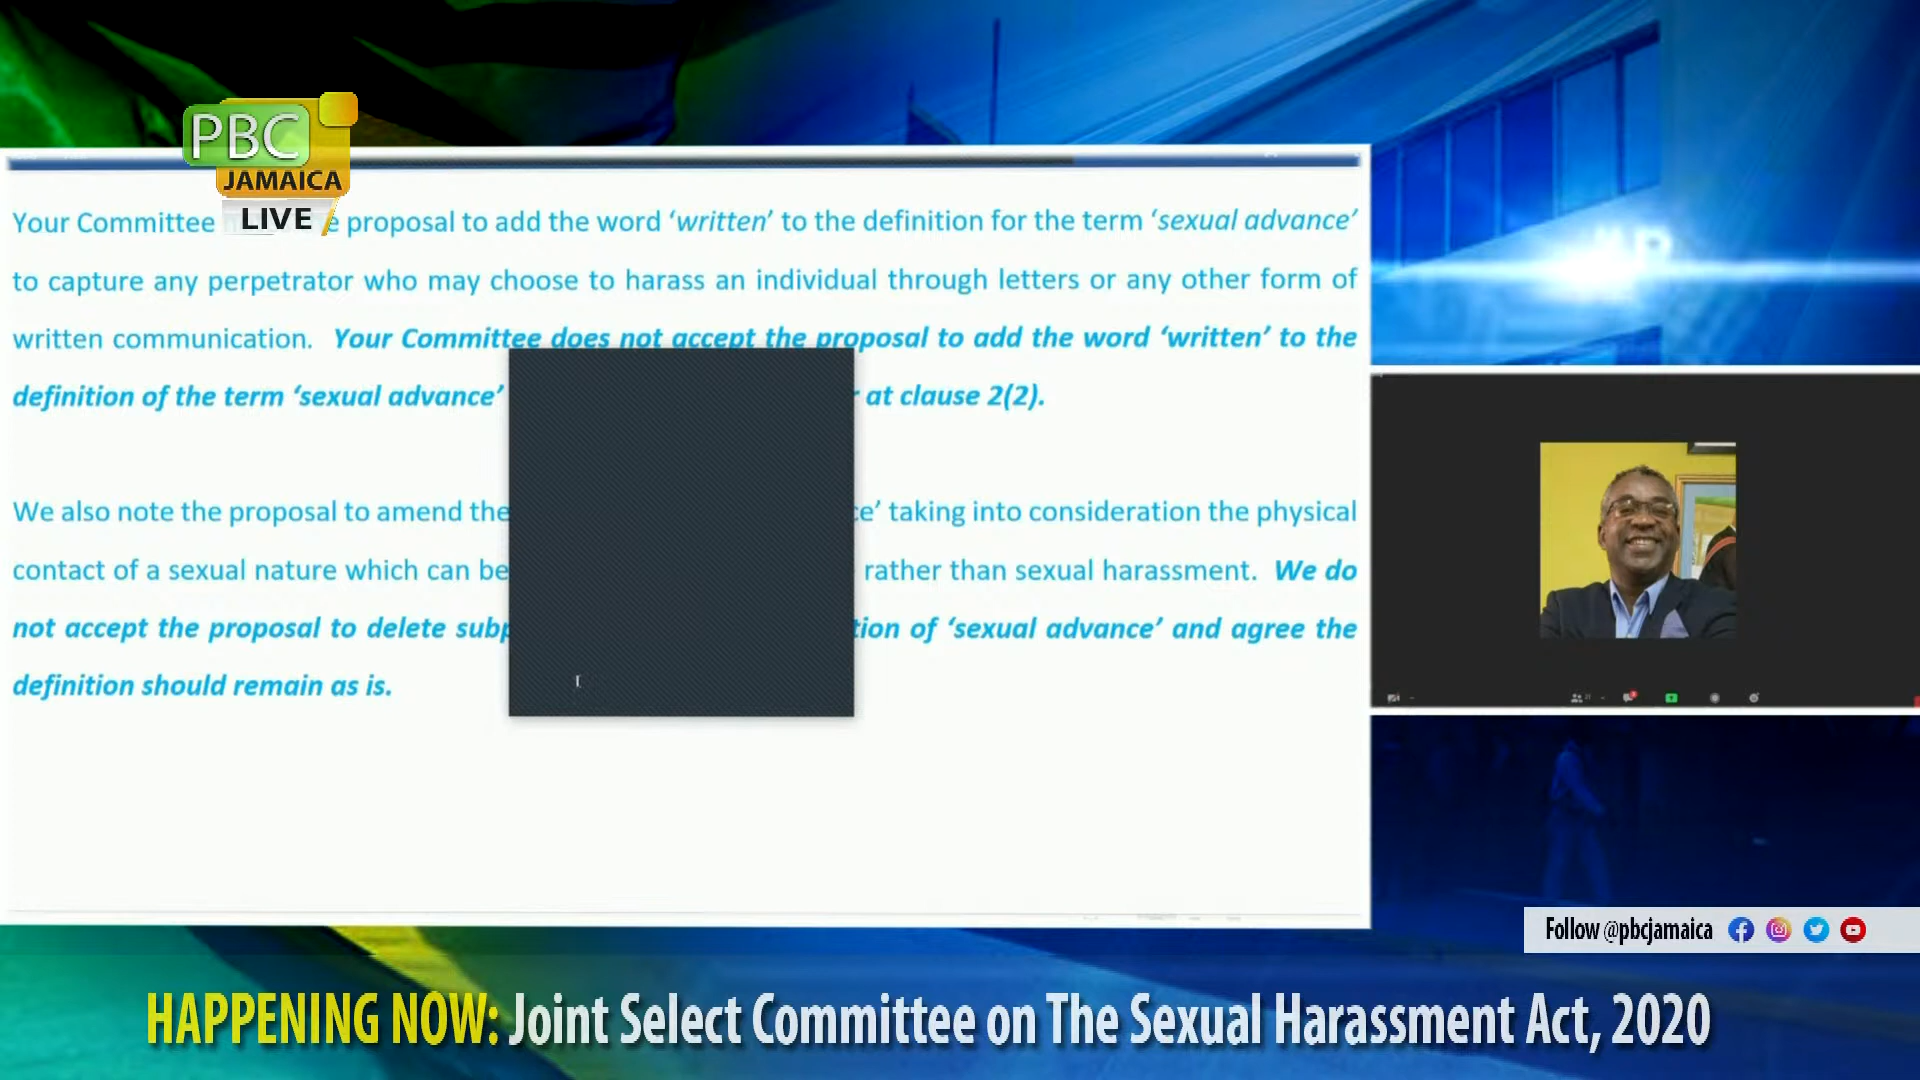 PBC
JAMAICA
LIVE
Your Committee proposal to add the word ‘written’ to the definition for the term ‘sexual advance’
to capture any perpetrator who may choose to harass an individual through letters or any other form of
written communication. Your Committee does not accept the proposal to add the word ‘written’ to the
definition of the term ‘sexual advance’ at clause 2(2).
We also note the proposal to amend the taking into consideration the physical
contact of a sexual nature which can be rather than sexual harassment. We do
not accept the proposal to delete of ‘sexual advance’ and agree the
definition should remain as is.
Follow @pbcjamaica
HAPPENING NOW: Joint Select Committee on The Sexual Harassment Act, 2020